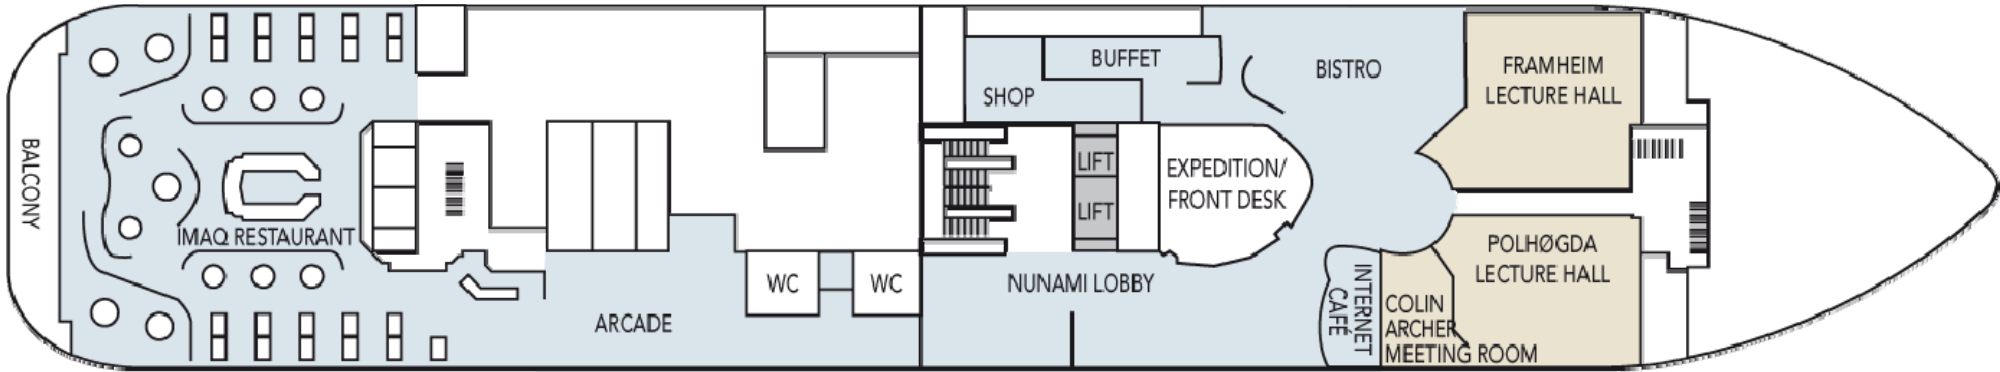 BALCONY
IMAQ RESTAURANT
ARCADE
WC
WC
SHOP
BUFFET
LIFT
LIFT
EXPEDITION/
FRONT DESK
NUNAMI LOBBY
BISTRO
INTERNET
CAFÉ
FRAMHEIM
LECTURE HALL
POLHØGDA
LECTURE HALL
COLIN
ARCHER
MEETING ROOM